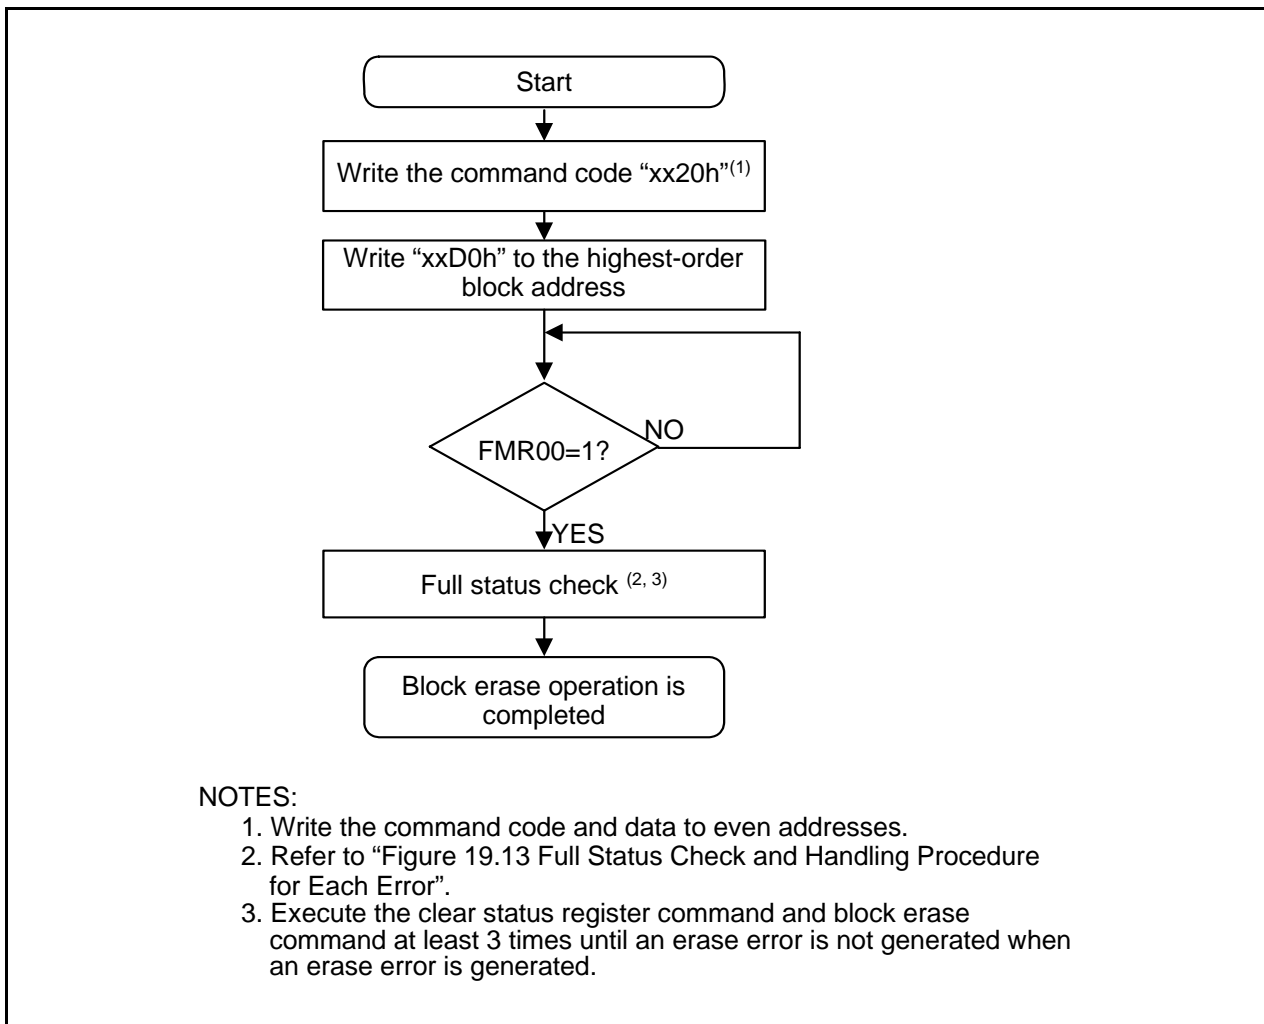 Start
Write the command code “xx20h”(1)
Write “xxD0h” to the highest-order
block address
FMR00=1?
NO
YES
Full status check (2, 3)
Block erase operation is
completed
NOTES:
1. Write the command code and data to even addresses.
2. Refer to “Figure 19.13 Full Status Check and Handling Procedure
for Each Error”.
3. Execute the clear status register command and block erase
command at least 3 times until an erase error is not generated when
an erase error is generated.